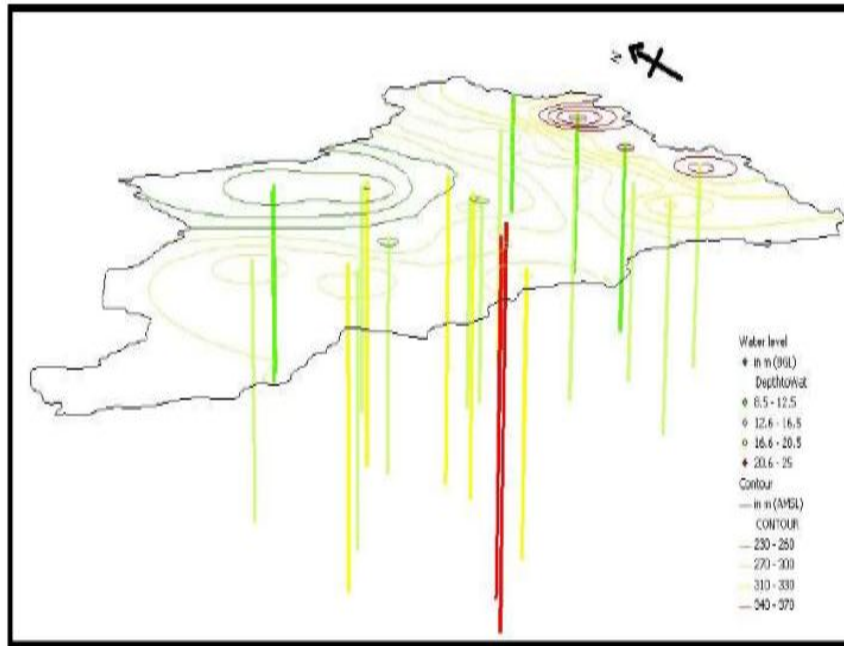 N
Water level
in m (BGL)
DepthtoWat
8.5 - 12.5
12.6 - 16.5
16.6 - 20.5
20.6 - 25
Contour
in m (AMSL)
CONTOUR
230 - 260
270 - 300
310 - 330
340 - 370